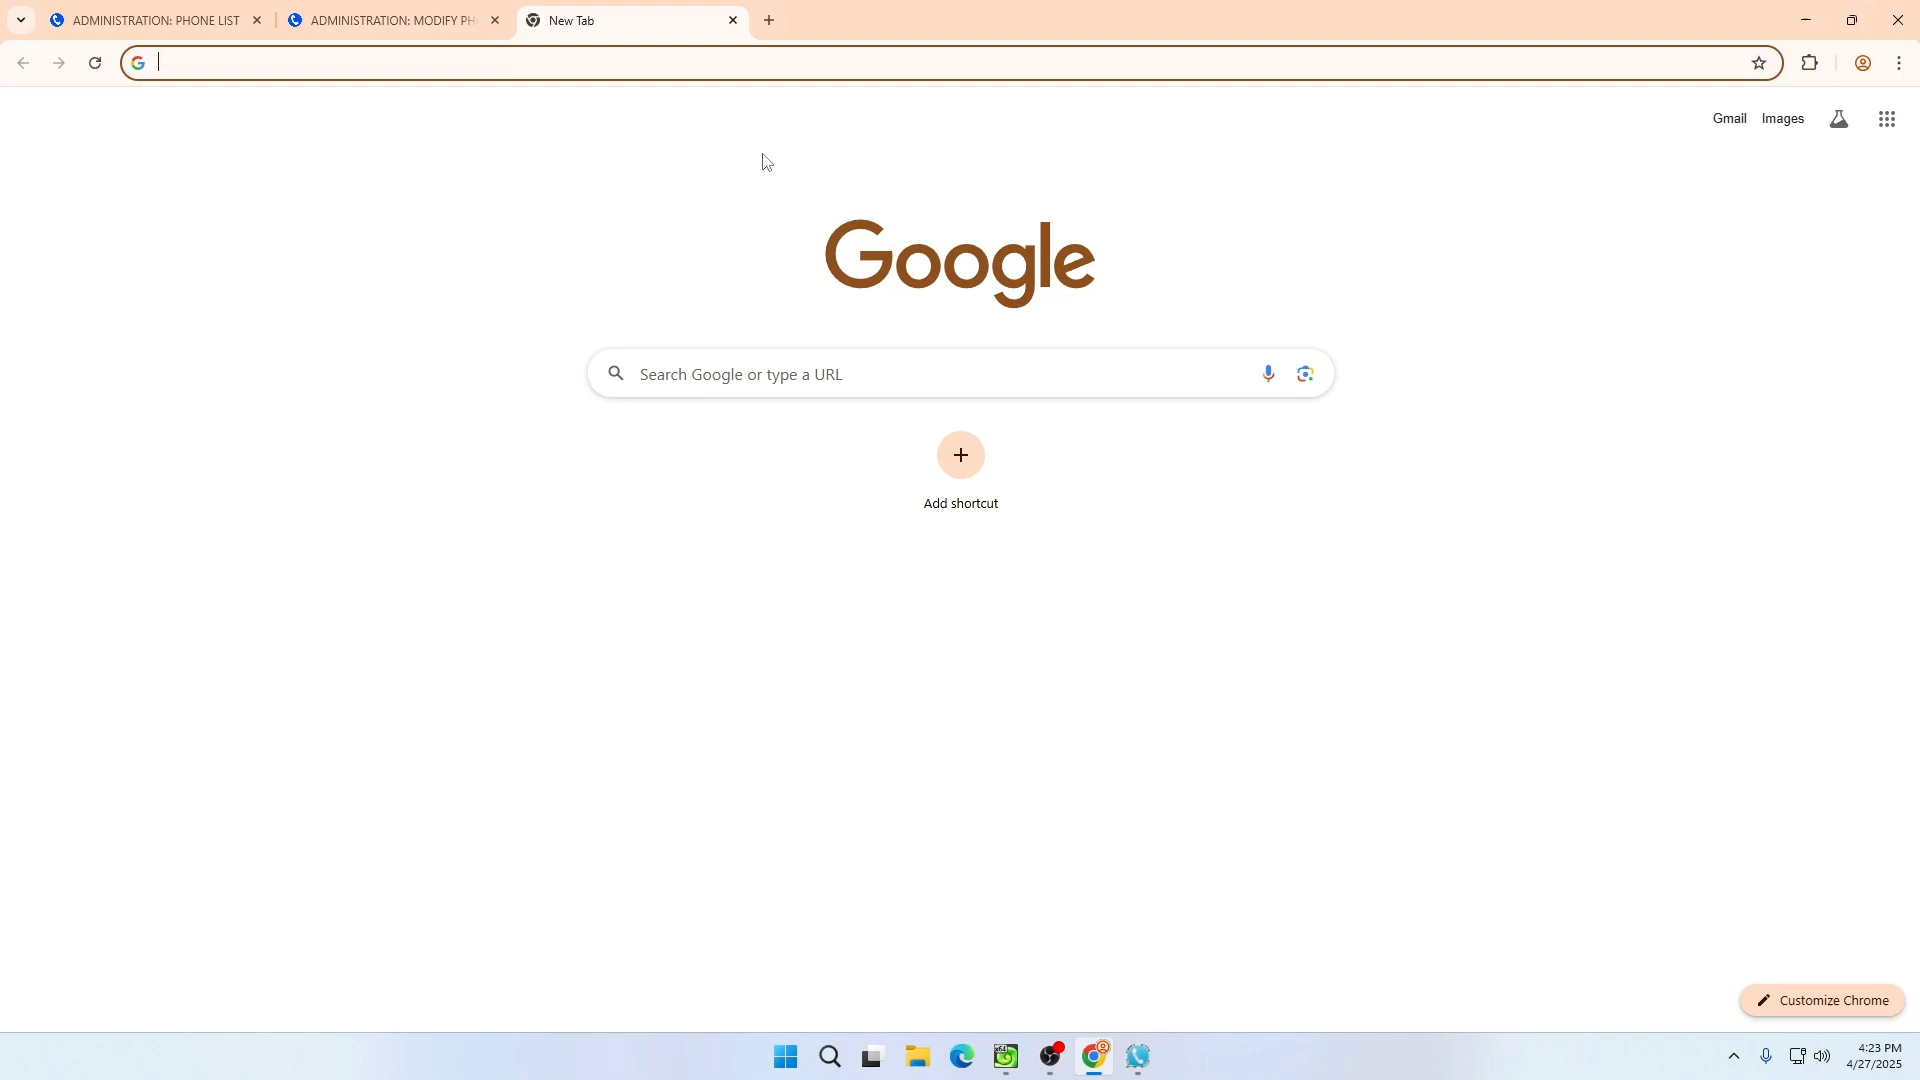 ADMINISTRATION: PHONE LIST
ADMINISTRATION: MODIFY PH
New Tab
Gmail
Images
Google
Search Google or type a URL
Add shortcut
Customize Chrome
x64
4:23 PM
4/27/2025